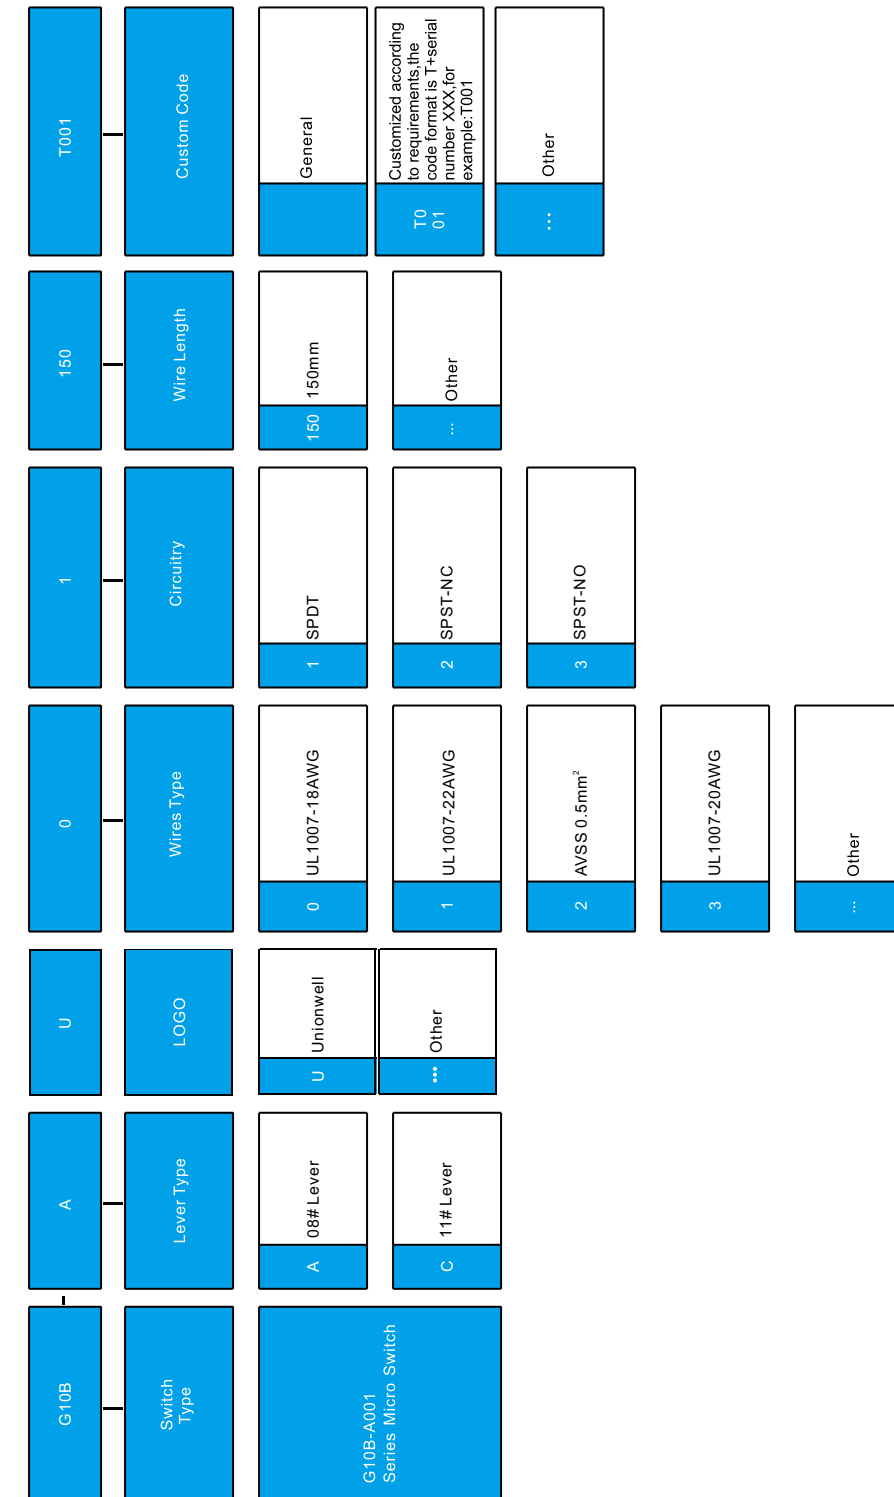 G10B
A
U
0
1
150
T001
Switch
Type
Lever Type
LOGO
Wires Type
Circuitry
Wire Length
Custom Code
G10B-A001
Series Micro Switch
A
08# Lever
C
11# Lever
U
Unionwell
•••
Other
0
UL1007-18AWG
1
UL1007-22AWG
2
AVSS 0.5mm²
3
UL1007-20AWG
...
Other
1
SPDT
2
SPST-NC
3
SPST-NO
150
150mm
...
Other
General
T0
01
Customized according
to requirements,the
code format is T+serial
number XXX,for
example:T001
...
Other